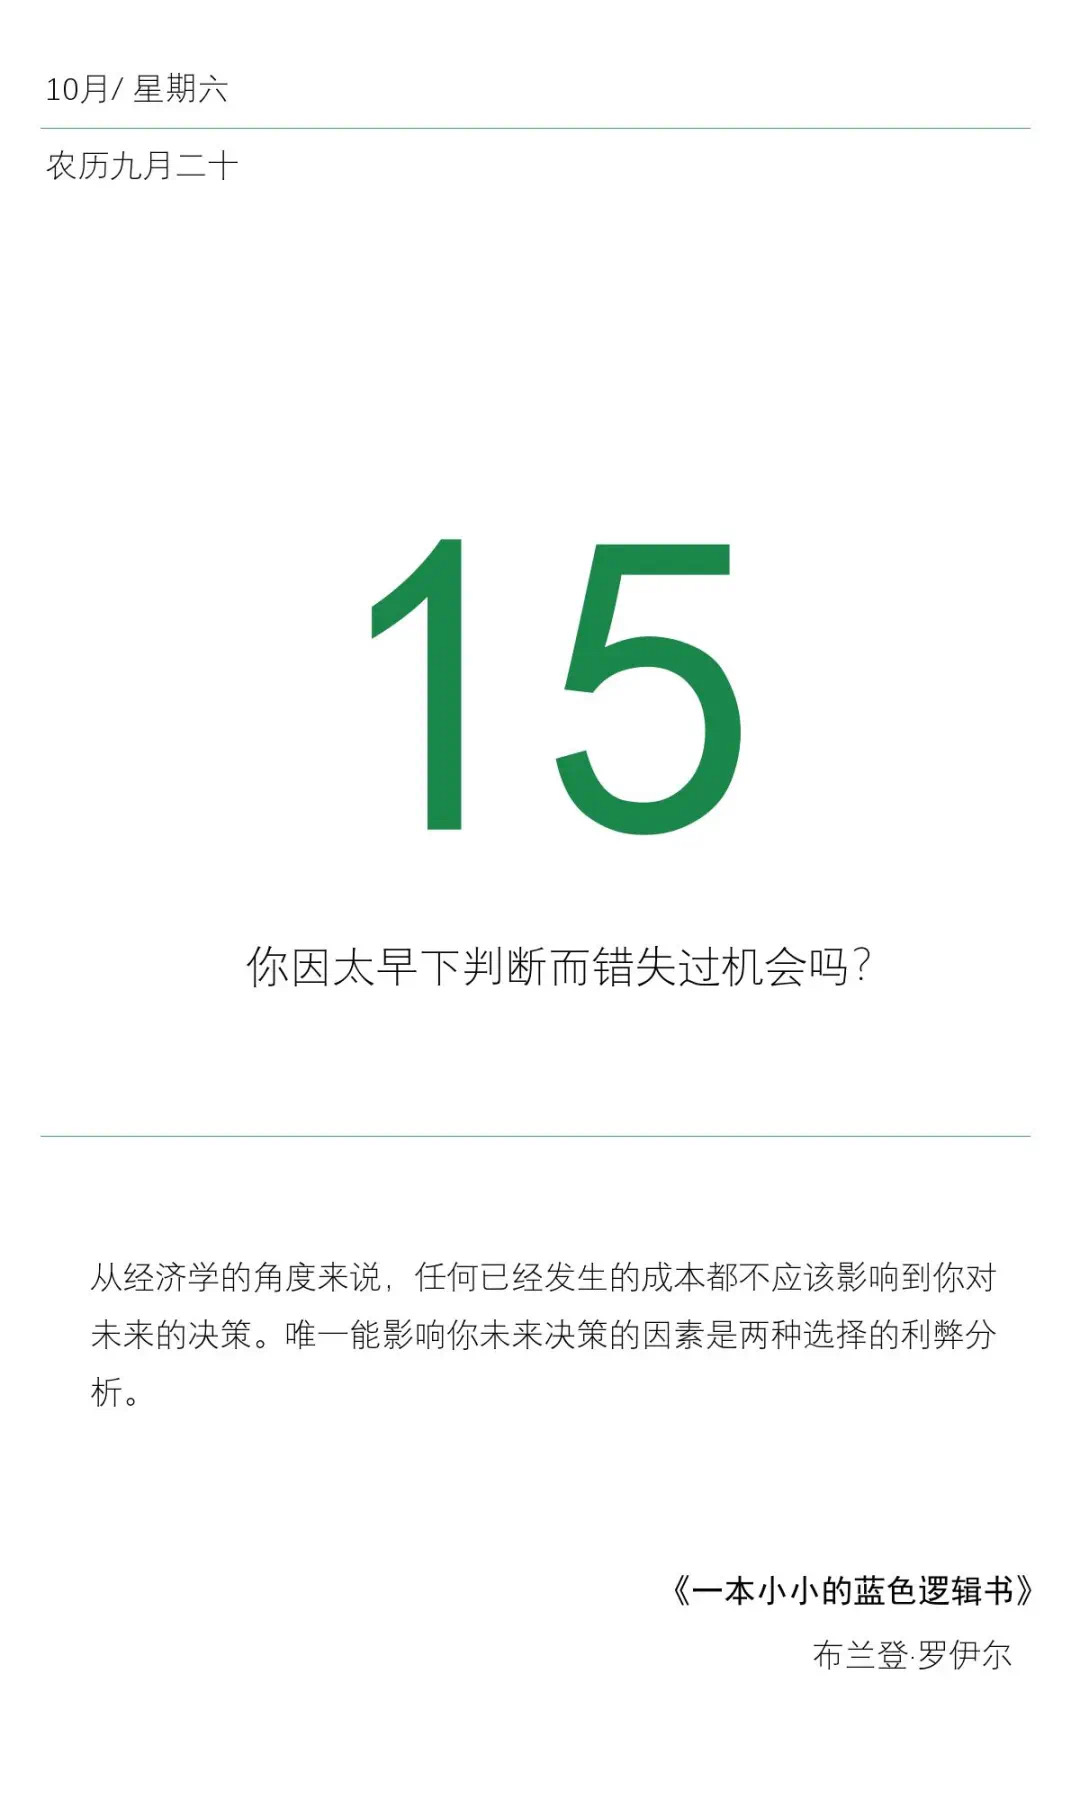 10月/ 星期六
农历九月二十
15
你因太早下判断而错失过机会吗？
从经济学的角度来说，任何已经发生的成本都不应该影响到你对
未来的决策。唯一能影响你未来决策的因素是两种选择的利弊分
析。
《一本小小的蓝色逻辑书》
布兰登·罗伊尔